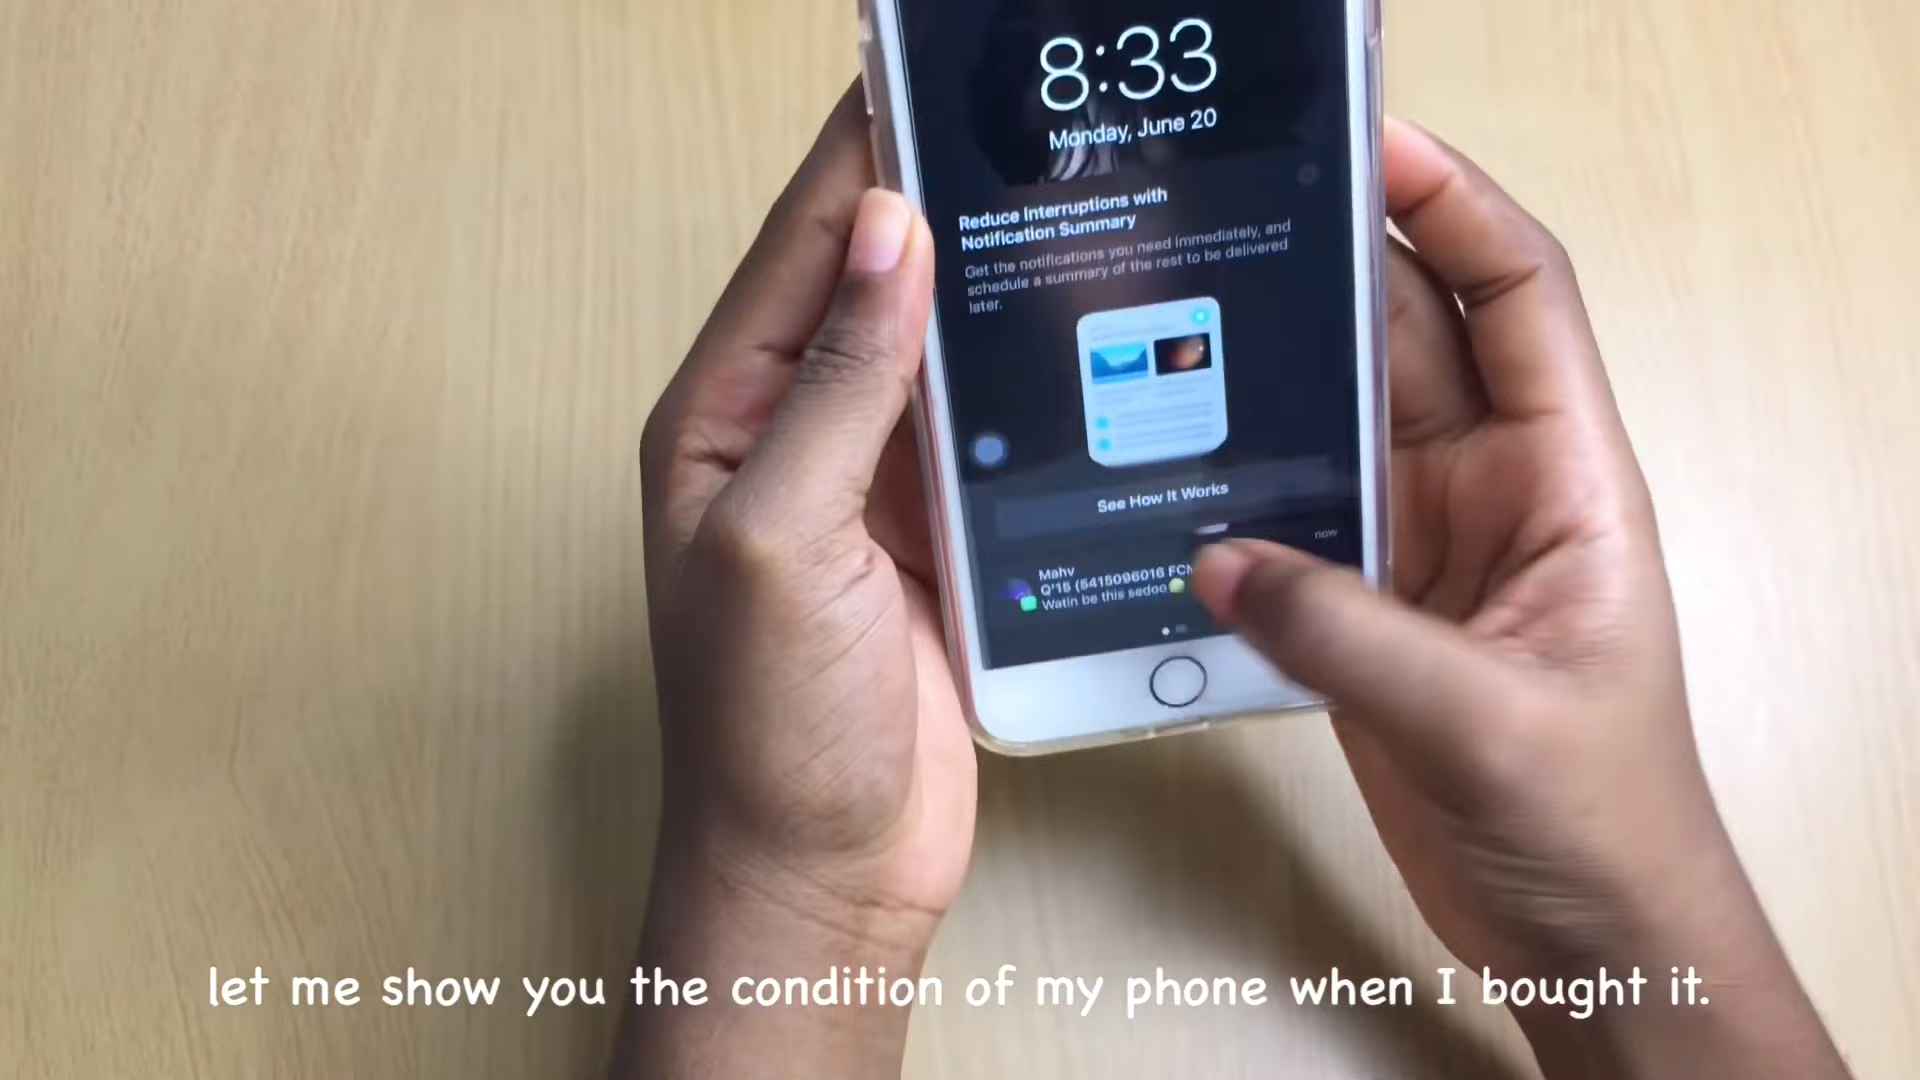 8:33
Monday, June 20
Reduce Interruptions with
Notification Summary
Get the notifications you need immediately, and
schedule a summary of the rest to be delivered
later.
See How It Works
now
Mahv
Q'15 (5415096016 FCM
Watin be this sedoo
let me show you the condition of my phone when I bought it.